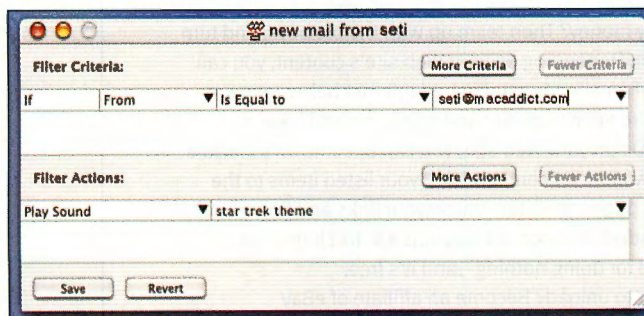 new mail from seti
Filter Criteria: More Criteria Fewer Criteria
If From Is Equal to seti@macaddict.com
Filter Actions: More Actions Fewer Actions
Play Sound star trek theme
Save Revert